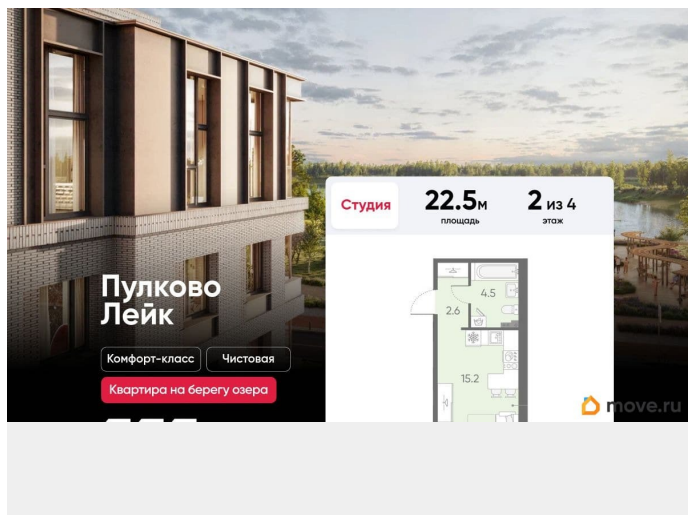 Студия
22.5м
площадь
2 из 4
этаж
Пулково
Лейк
Комфорт-класс
Чистовая
Квартира на берегу озера
4.5
2.6
15.2
move.ru